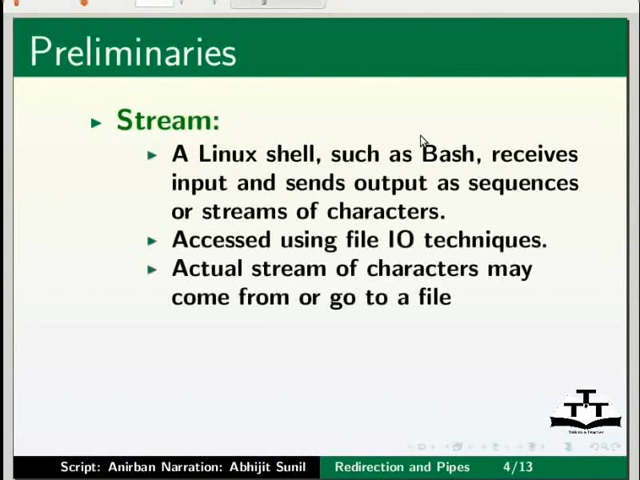 Preliminaries
Stream:
A Linux shell, such as Bash, receives
input and sends output as sequences
or streams of characters.
Accessed using file IO techniques.
Actual stream of characters may
come from or go to a file
Script: Anirban Narration: Abhijit Sunil Redirection and Pipes 4/13